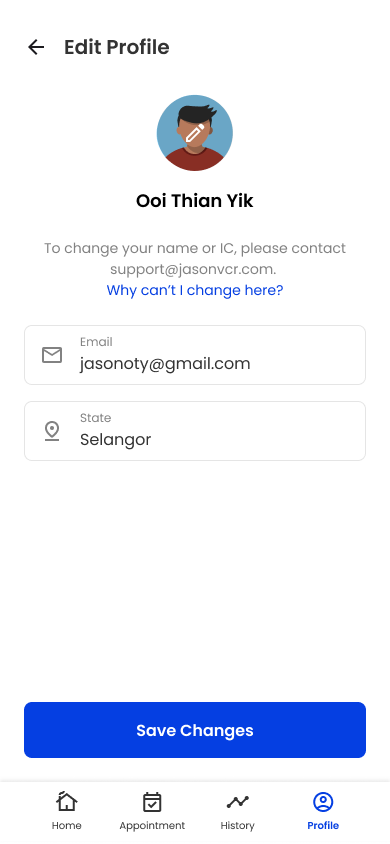 Edit Profile
Ooi Thian Yik
To change your name or IC, please contact
support@jasonvcr.com.
Why can’t I change here?
Email
jasonoty@gmail.com
State
Selangor
Save Changes
Home
Appointment
History
Profile